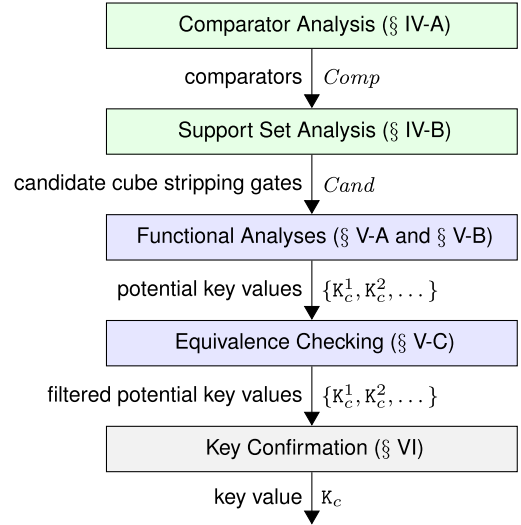 Comparator Analysis (§ IV-A)
comparators Comp
Support Set Analysis (§ IV-B)
candidate cube stripping gates Cand
Functional Analyses (§ V-A and § V-B)
potential key values {K_c^1, K_c^2, . . . }
Equivalence Checking (§ V-C)
filtered potential key values {K_c^1, K_c^2, . . . }
Key Confirmation (§ VI)
key value K_c